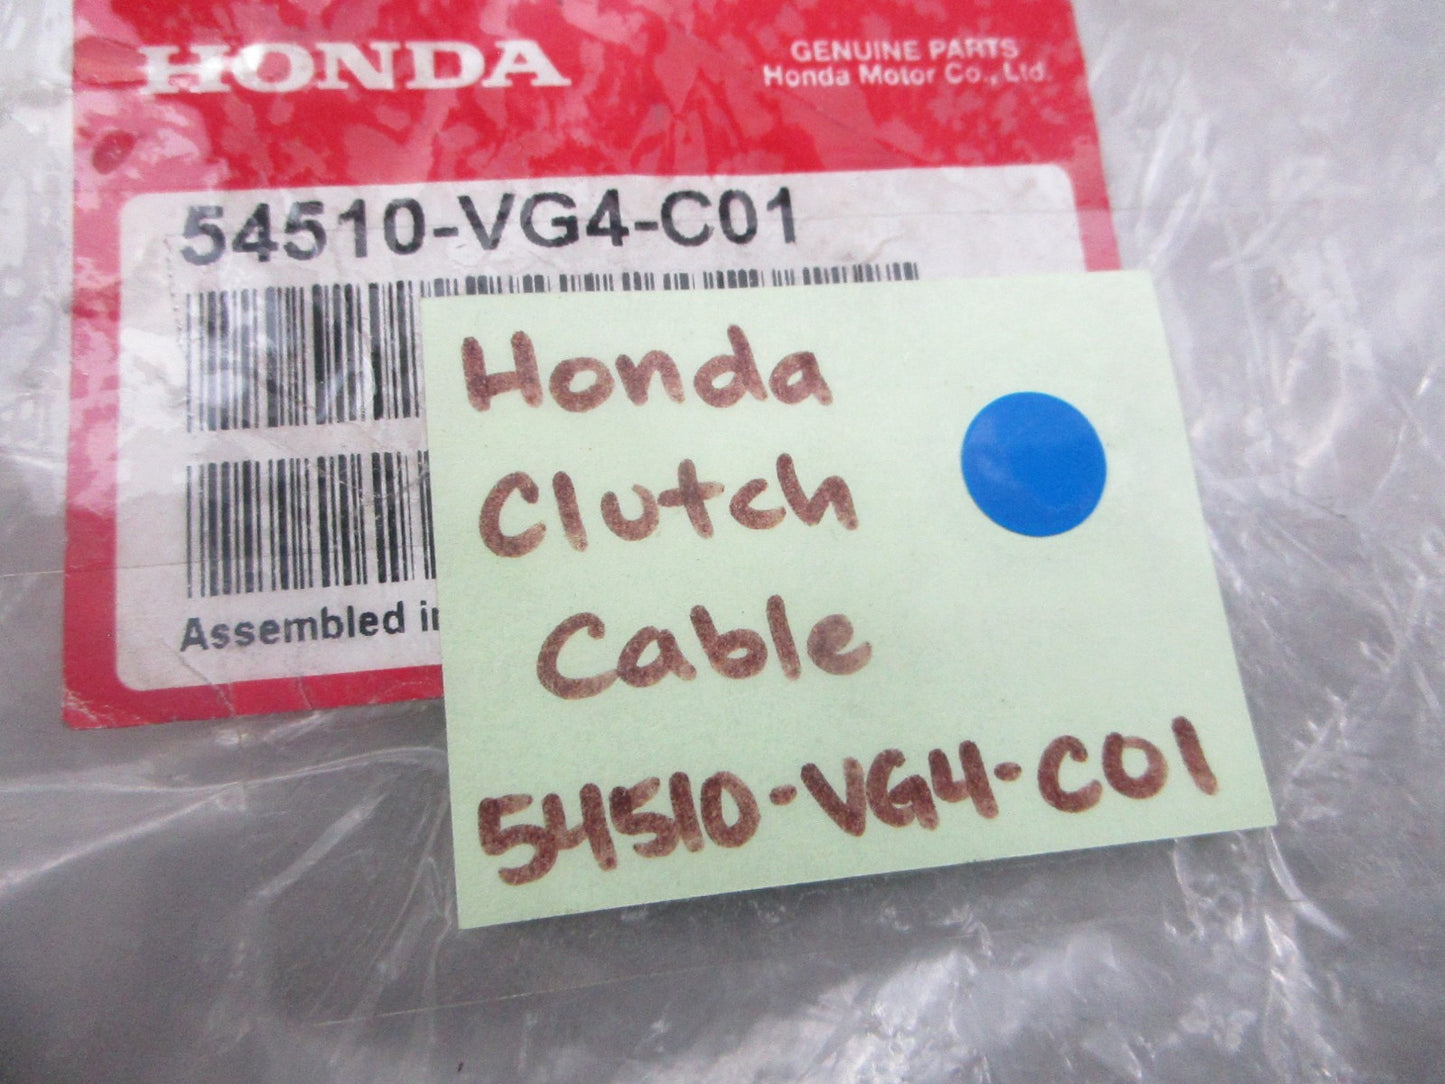 HONDA
GENUINE PARTS
Honda Motor Co., Ltd.
54510-VG4-C01
Assembled
Honda
Clutch
Cable
54510-VG4-C01